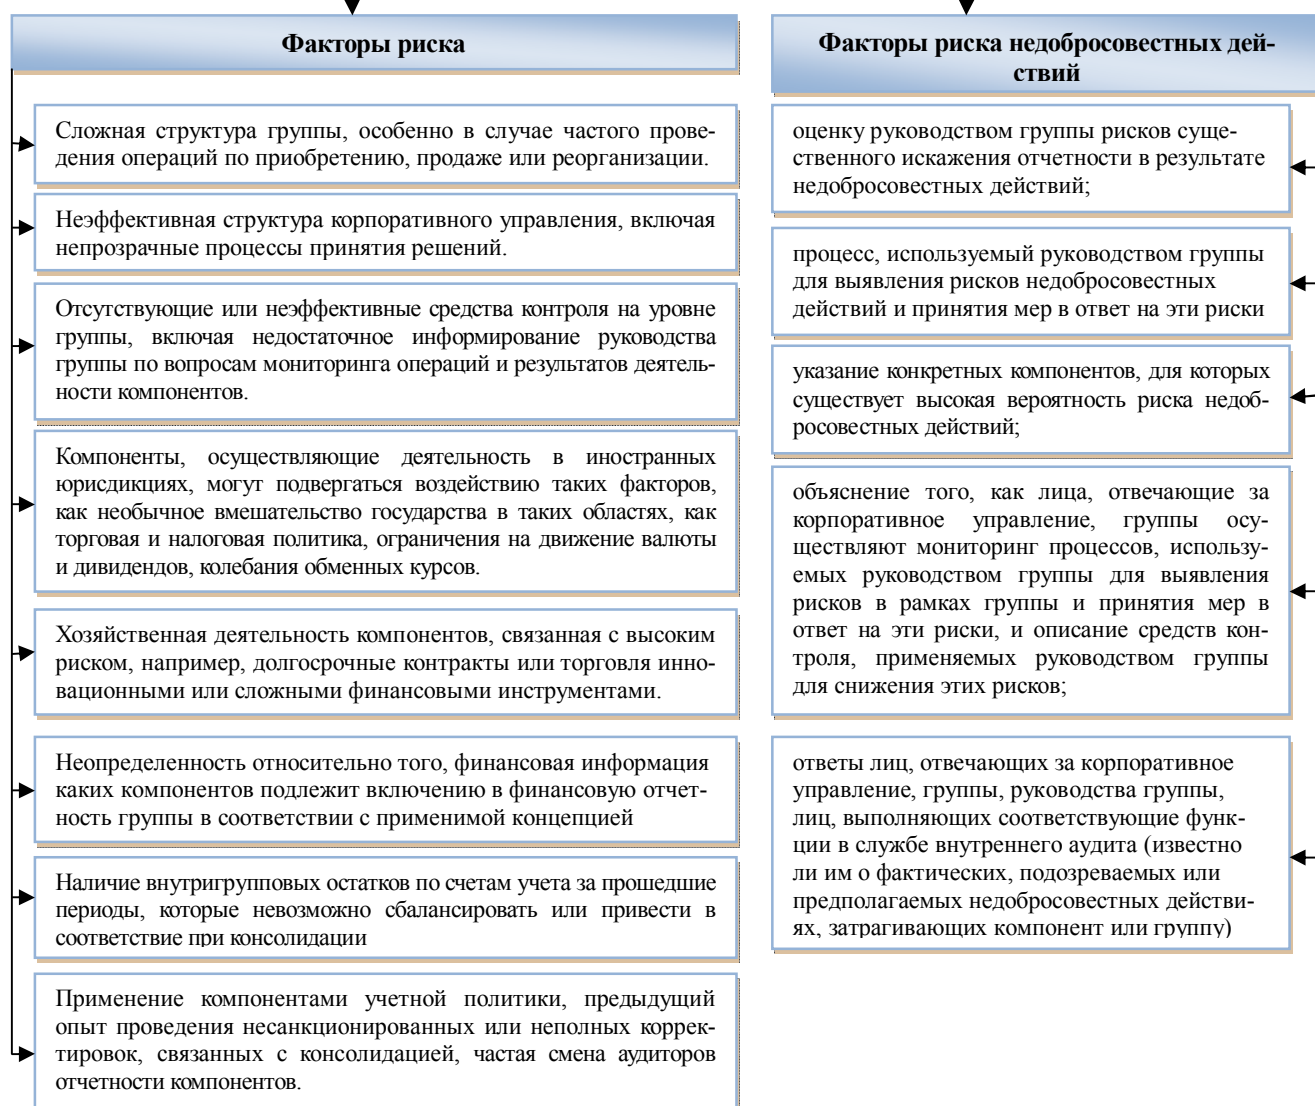 Факторы риска
Сложная структура группы, особенно в случае частого прове-
дения операций по приобретению, продаже или реорганизации.
Неэффективная структура корпоративного управления, включая
непрозрачные процессы принятия решений.
Отсутствующие или неэффективные средства контроля на уровне
группы, включая недостаточное информирование руководства
группы по вопросам мониторинга операций и результатов деятель-
ности компонентов.
Компоненты, осуществляющие деятельность в иностранных
юрисдикциях, могут подвергаться воздействию таких факторов,
как необычное вмешательство государства в таких областях, как
торговая и налоговая политика, ограничения на движение валюты
и дивидендов, колебания обменных курсов.
Хозяйственная деятельность компонентов, связанная с высоким
риском, например, долгосрочные контракты или торговля инно-
вационными или сложными финансовыми инструментами.
Неопределенность относительно того, финансовая информация
каких компонентов подлежит включению в финансовую отчет-
ность группы в соответствии с применимой концепцией
Наличие внутригрупповых остатков по счетам учета за прошедшие
периоды, которые невозможно сбалансировать или привести в
соответствие при консолидации
Применение компонентами учетной политики, предыдущий
опыт проведения несанкционированных или неполных коррек-
тировок, связанных с консолидацией, частая смена аудиторов
отчетности компонентов.
Факторы риска недобросовестных дей-
ствий
оценку руководством группы рисков суще-
ственного искажения отчетности в результате
недобросовестных действий;
процесс, используемый руководством группы
для выявления рисков недобросовестных
действий и принятия мер в ответ на эти риски
указание конкретных компонентов, для которых
существует высокая вероятность риска недоб-
росовестных действий;
объяснение того, как лица, отвечающие за
корпоративное управление, группы осу-
ществляют мониторинг процессов, используе-
мых руководством группы для выявления
рисков в рамках группы и принятия мер в
ответ на эти риски, и описание средств кон-
троля, применяемых руководством группы
для снижения этих рисков;
ответы лиц, отвечающих за корпоративное
управление, группы, руководства группы,
лиц, выполняющих соответствующие функ-
ции в службе внутреннего аудита (известно
ли им о фактических, подозреваемых или
предполагаемых недобросовестных действи-
ях, затрагивающих компонент или группу)